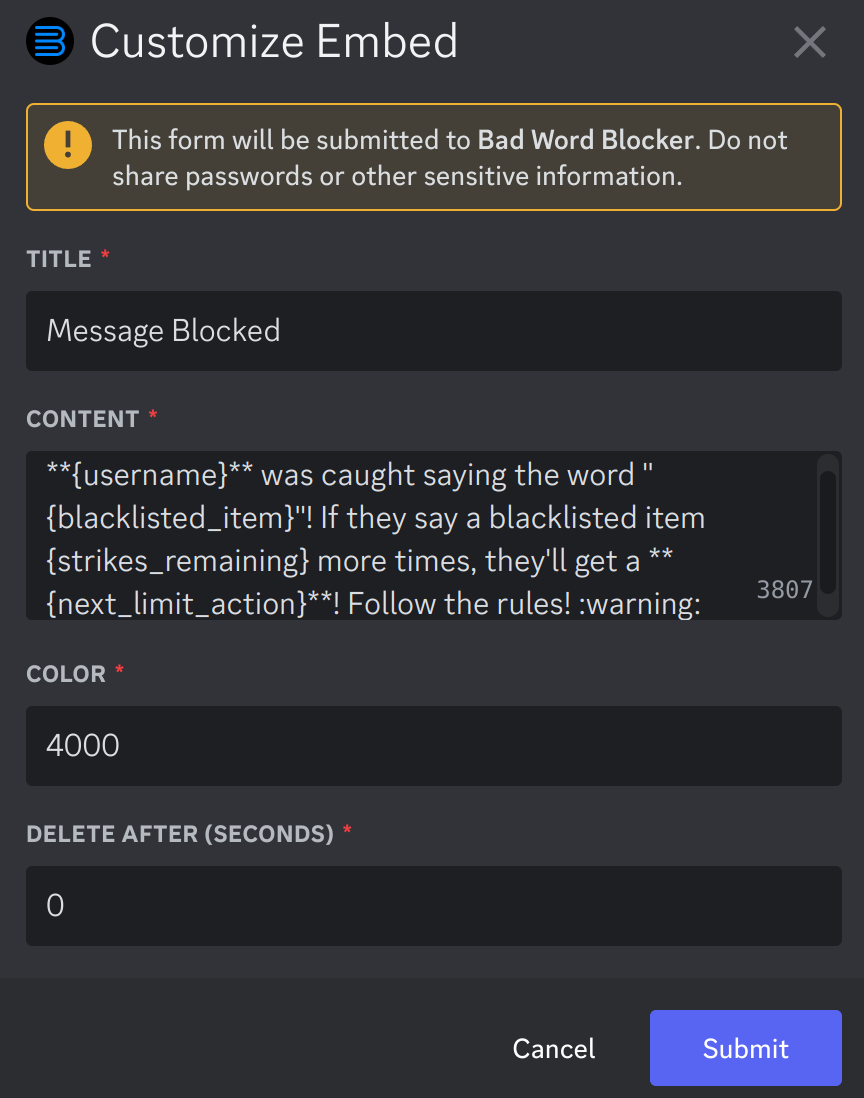 Customize Embed
This form will be submitted to Bad Word Blocker. Do not
share passwords or other sensitive information.
TITLE *
Message Blocked
CONTENT *
**{username}** was caught saying the word "
{blacklisted_item}"! If they say a blacklisted item
{strikes_remaining} more times, they'll get a **
{next_limit_action}**! Follow the rules! :warning:
3807
COLOR *
4000
DELETE AFTER (SECONDS) *
0
Cancel
Submit